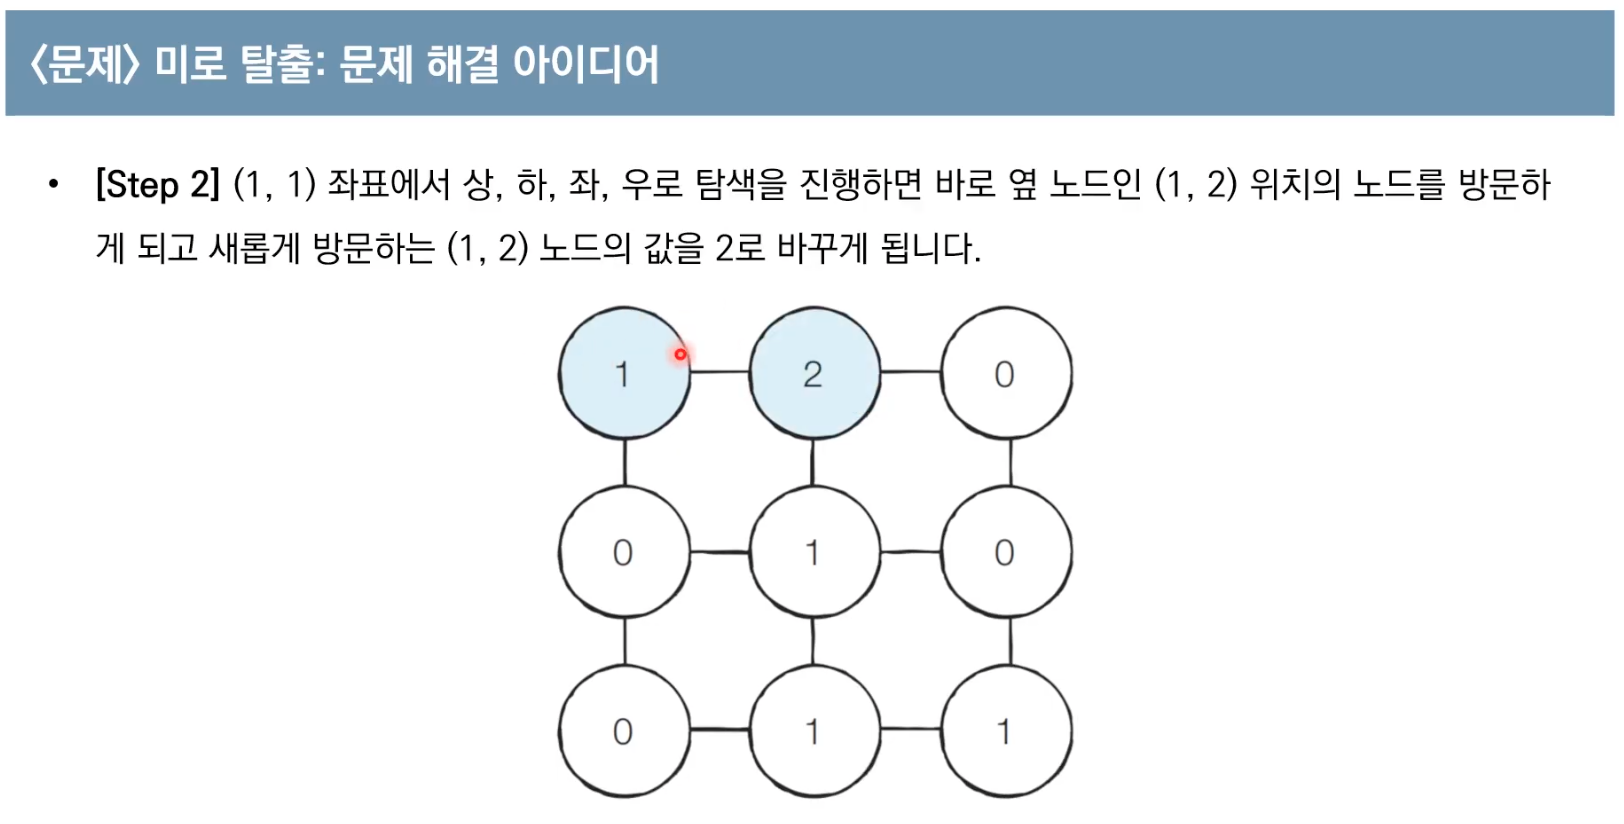 〈문제〉 미로 탈출: 문제 해결 아이디어
• [Step 2] (1, 1) 좌표에서 상, 하, 좌, 우로 탐색을 진행하면 바로 옆 노드인 (1, 2) 위치의 노드를 방문하
게 되고 새롭게 방문하는 (1, 2) 노드의 값을 2로 바꾸게 됩니다.
1 2 0
0 1 0
0 1 1